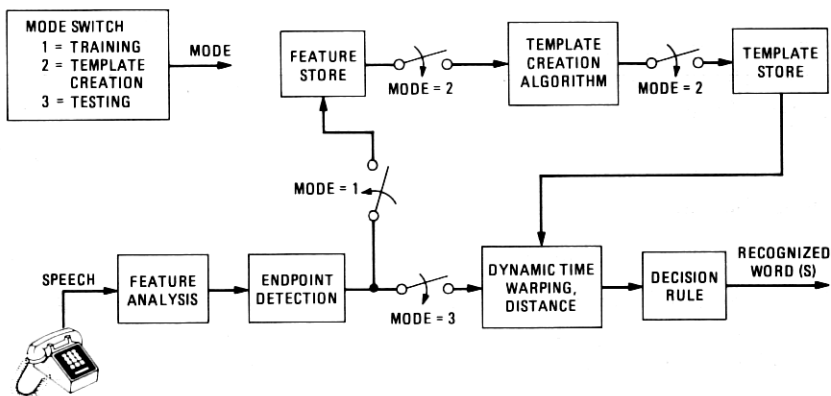 MODE SWITCH
1 = TRAINING
2 = TEMPLATE
CREATION
3 = TESTING
MODE
FEATURE
STORE
MODE = 2
TEMPLATE
CREATION
ALGORITHM
MODE = 2
TEMPLATE
STORE
MODE = 1
SPEECH
FEATURE
ANALYSIS
ENDPOINT
DETECTION
MODE = 3
DYNAMIC TIME
WARPING,
DISTANCE
DECISION
RULE
RECOGNIZED
WORD (S)